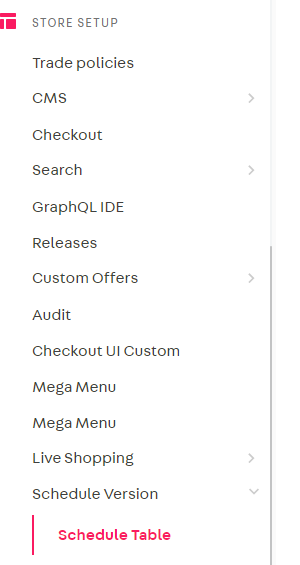 STORE SETUP
Trade policies
CMS
Checkout
Search
GraphQL IDE
Releases
Custom Offers
Audit
Checkout UI Custom
Mega Menu
Mega Menu
Live Shopping
Schedule Version
Schedule Table